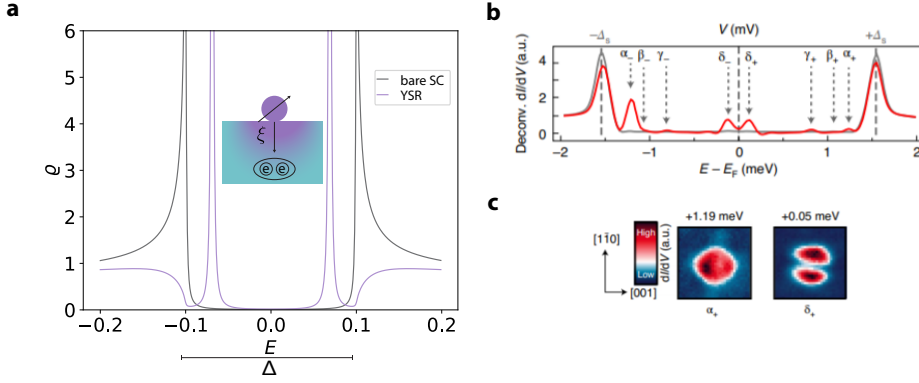 a
ϱ
6
5
4
3
2
1
0
bare SC
YSR
ξ
e e
−0.2 −0.1 0.0 0.1 0.2
E
Δ
b
V (mV)
−Δs +Δs
α− β− γ− δ− δ+ γ+ β+ α+
Deconv. dI/dV (a.u.)
4
2
0
−2 −1 0 1 2
E − EF (meV)
c
+1.19 meV +0.05 meV
[11̄0]
[001]
High
Low
dI/dV (a.u.)
α+ δ+